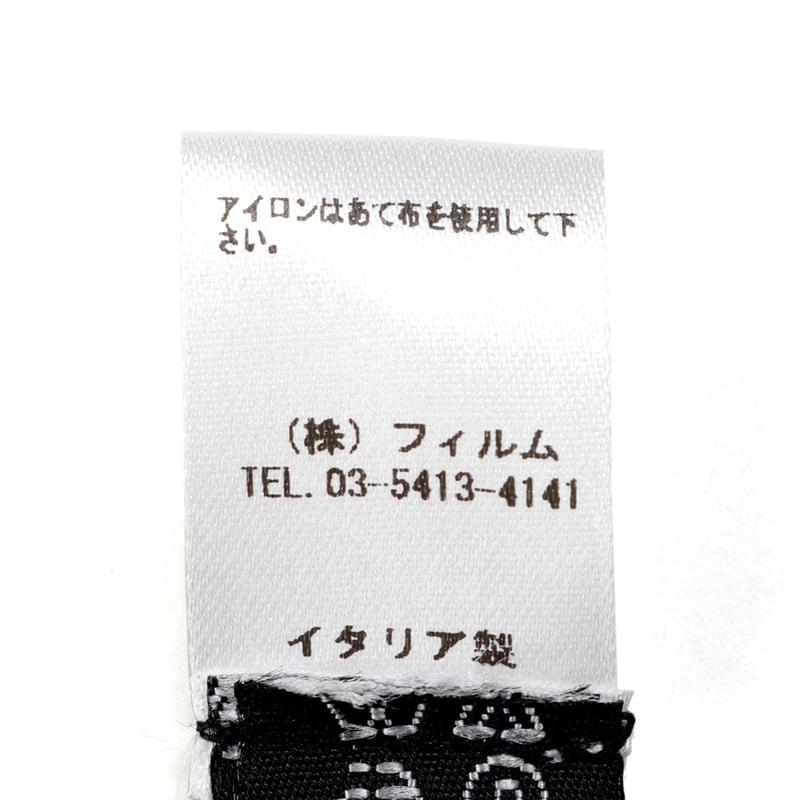 アイロンはあて布を使用して下
さい。
（株）フィルム
TEL. 03-5413-4141
イタリア製